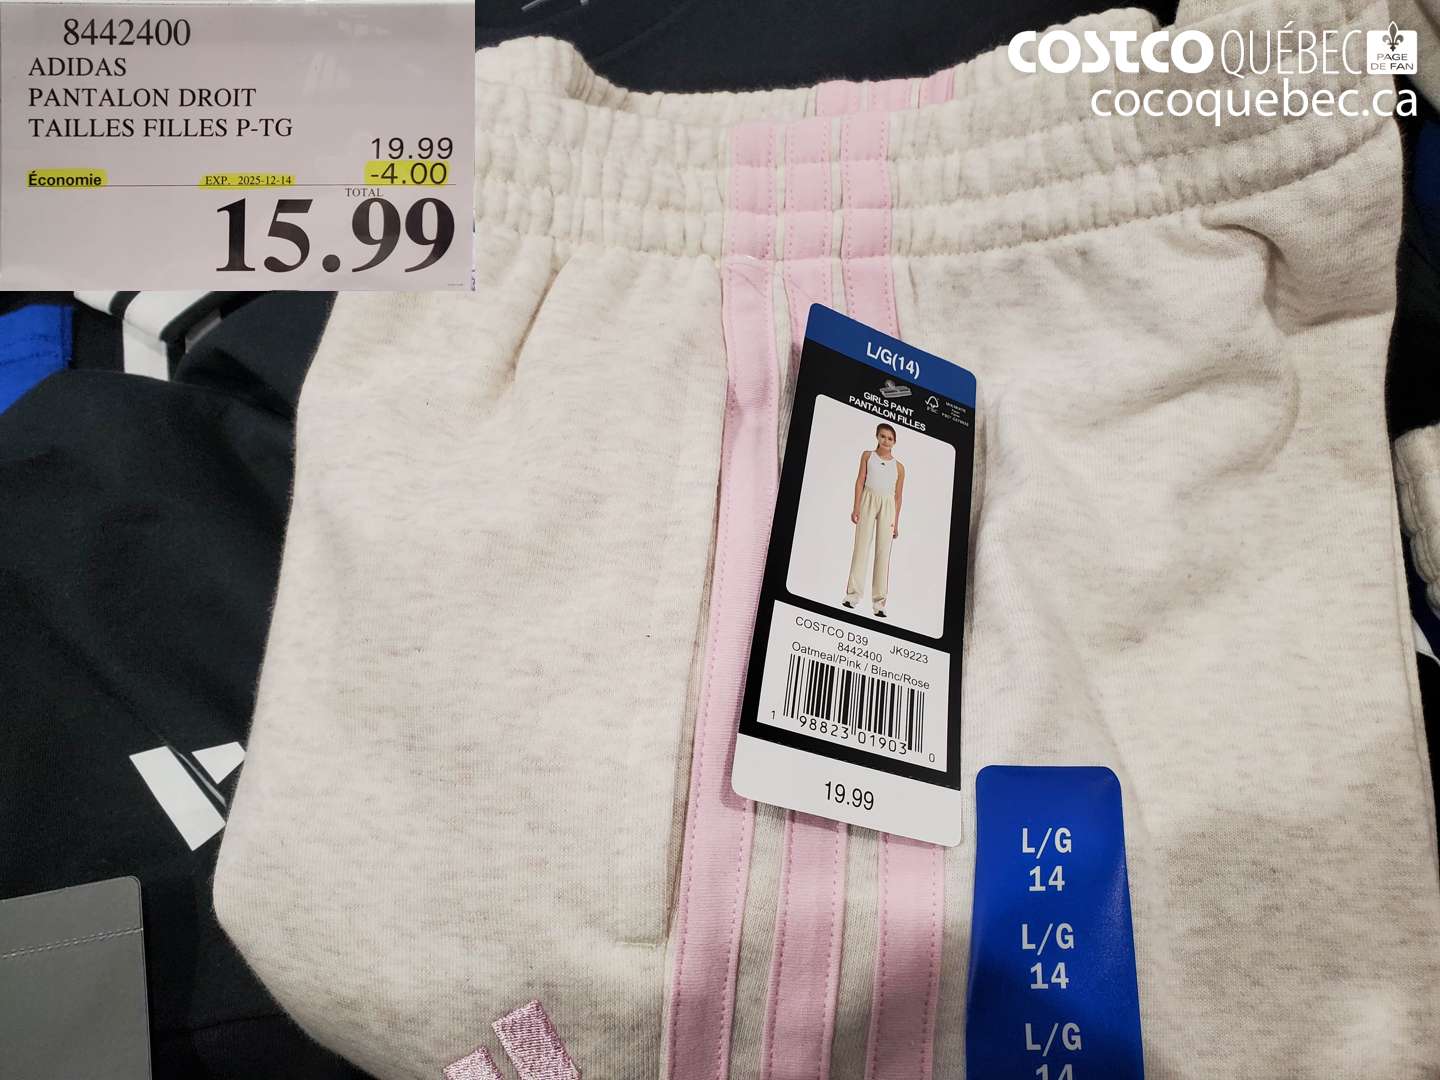 8442400
ADIDAS
PANTALON DROIT
TAILLES FILLES P-TG
19.99
Économie EXP. 2025-12-14 -4.00
TOTAL
15.99
COSTCO QUÉBEC PAGE DE FAN
cocoquebec.ca
L/G(14)
FSC
GIRLS PANT
PANTALON FILLES
COSTCO D39 JK9223
8442400
Oatmeal/Pink / Blanc/Rose
1 98823 01903 0
19.99
L/G
14
L/G
14
L/G
14